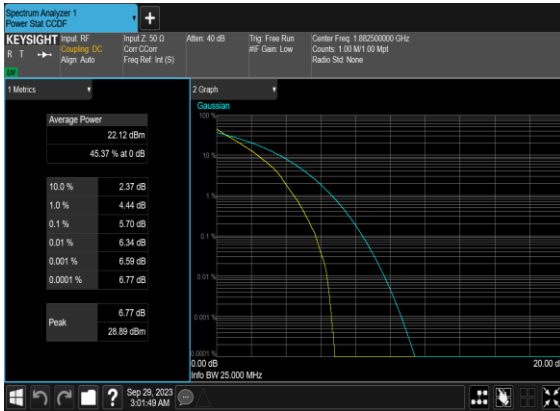 Spectrum Analyzer 1
Power Stat CCDF
KEYSIGHT
R T
LXI
Input: RF
Coupling: DC
Align: Auto
Input Z: 50 Ω
Corr CCorr
Freq Ref: Int (S)
Atten: 40 dB
Trig: Free Run
#IF Gain: Low
Center Freq: 1.882500000 GHz
Counts: 1.00 M/1.00 Mpt
Radio Std: None
1 Metrics
Average Power
22.12 dBm
45.37 % at 0 dB
10.0 % 2.37 dB
1.0 % 4.44 dB
0.1 % 5.70 dB
0.01 % 6.34 dB
0.001 % 6.59 dB
0.0001 % 6.77 dB
Peak 6.77 dB
28.89 dBm
2 Graph
Gaussian
100 %
10 %
1 %
0.1 %
0.01 %
0.001 %
0.0001 %
0.00 dB 20.00 d
Info BW 25.000 MHz
?
Sep 29, 2023
3:01:49 AM